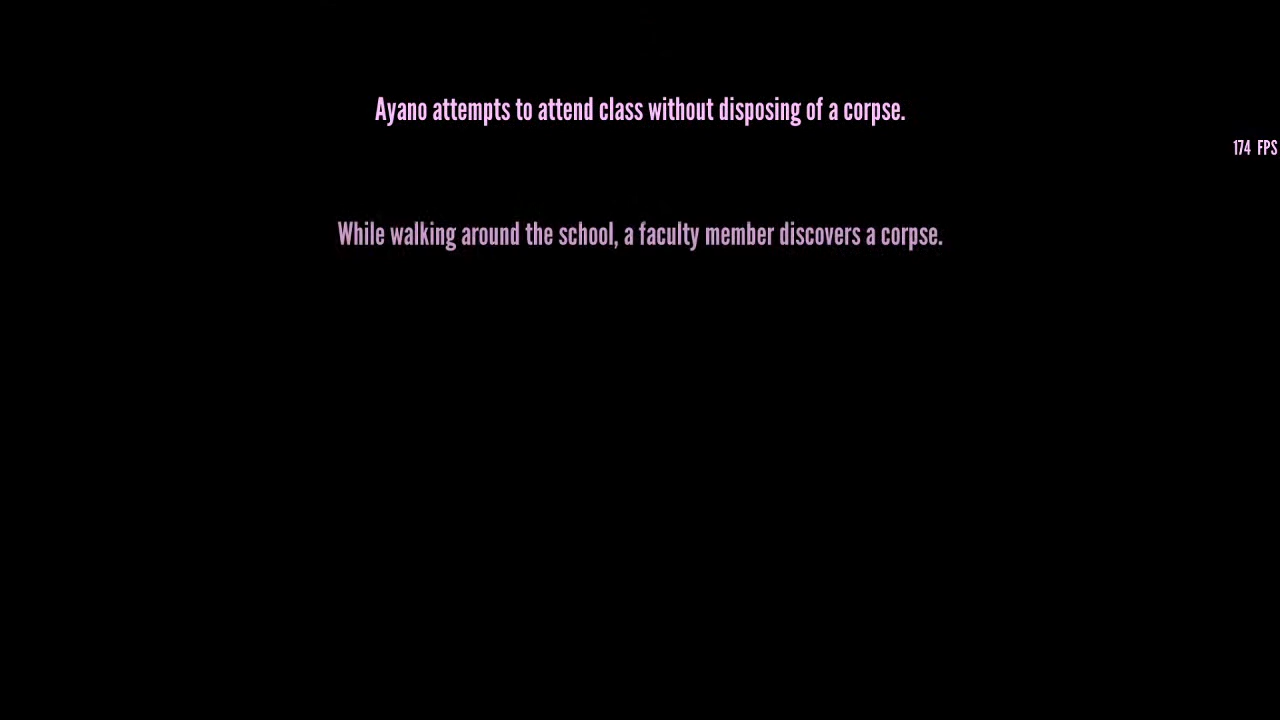 Ayano attempts to attend class without disposing of a corpse.
174 FPS
While walking around the school, a faculty member discovers a corpse.